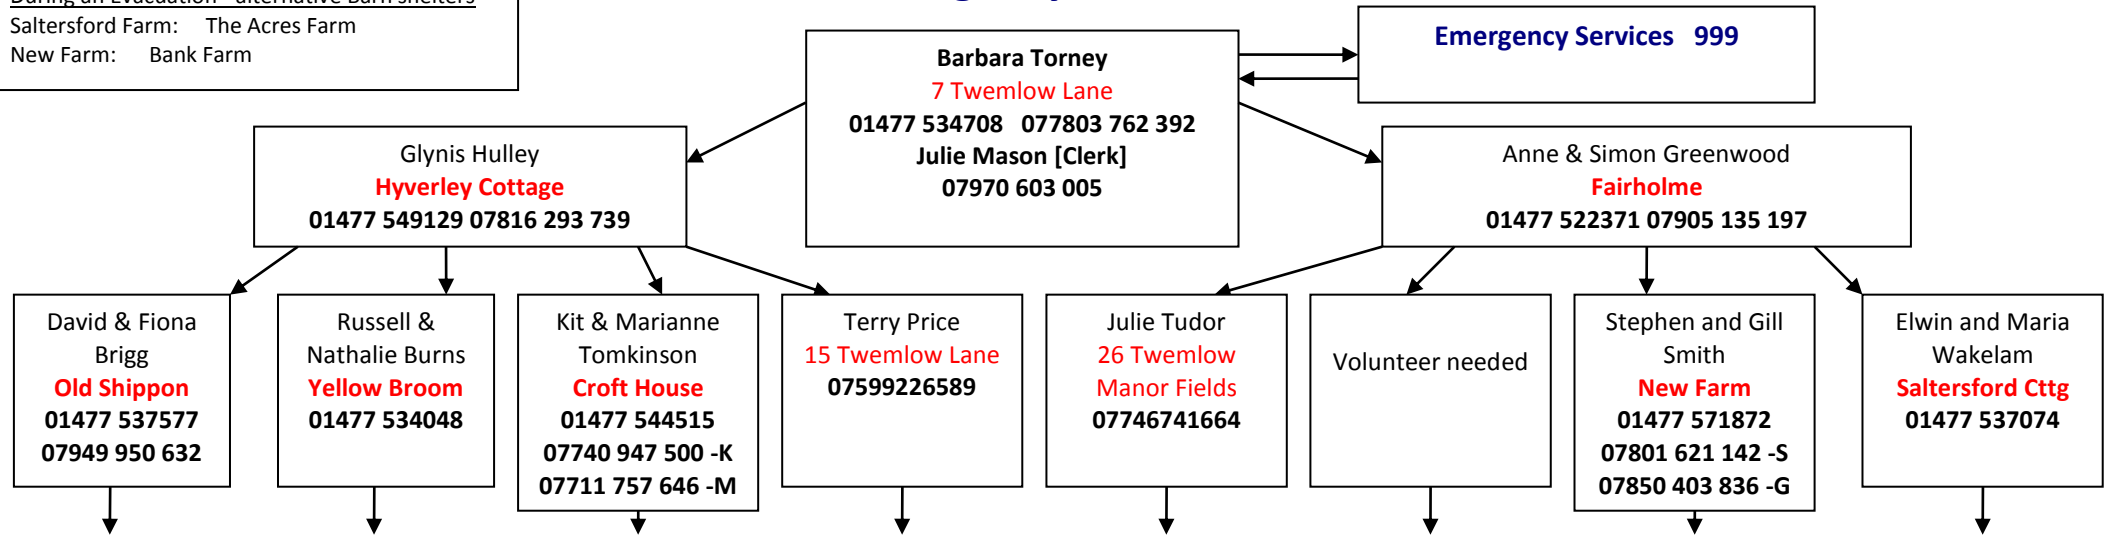 Saltersford Farm: The Acres Farm
New Farm: Bank Farm
Emergency Services 999
Barbara Torney
7 Twemlow Lane
01477 534708 077803 762 392
Julie Mason [Clerk]
07970 603 005
Glynis Hulley
Hyverley Cottage
01477 549129 07816 293 739
Anne & Simon Greenwood
Fairholme
01477 522371 07905 135 197
David & Fiona
Brigg
Old Shippon
01477 537577
07949 950 632
Russell &
Nathalie Burns
Yellow Broom
01477 534048
Kit & Marianne
Tomkinson
Croft House
01477 544515
07740 947 500 -K
07711 757 646 -M
Terry Price
15 Twemlow Lane
07599226589
Julie Tudor
26 Twemlow
Manor Fields
07746741664
Volunteer needed
Stephen and Gill
Smith
New Farm
01477 571872
07801 621 142 -S
07850 403 836 -G
Elwin and Maria
Wakelam
Saltersford Cttg
01477 537074